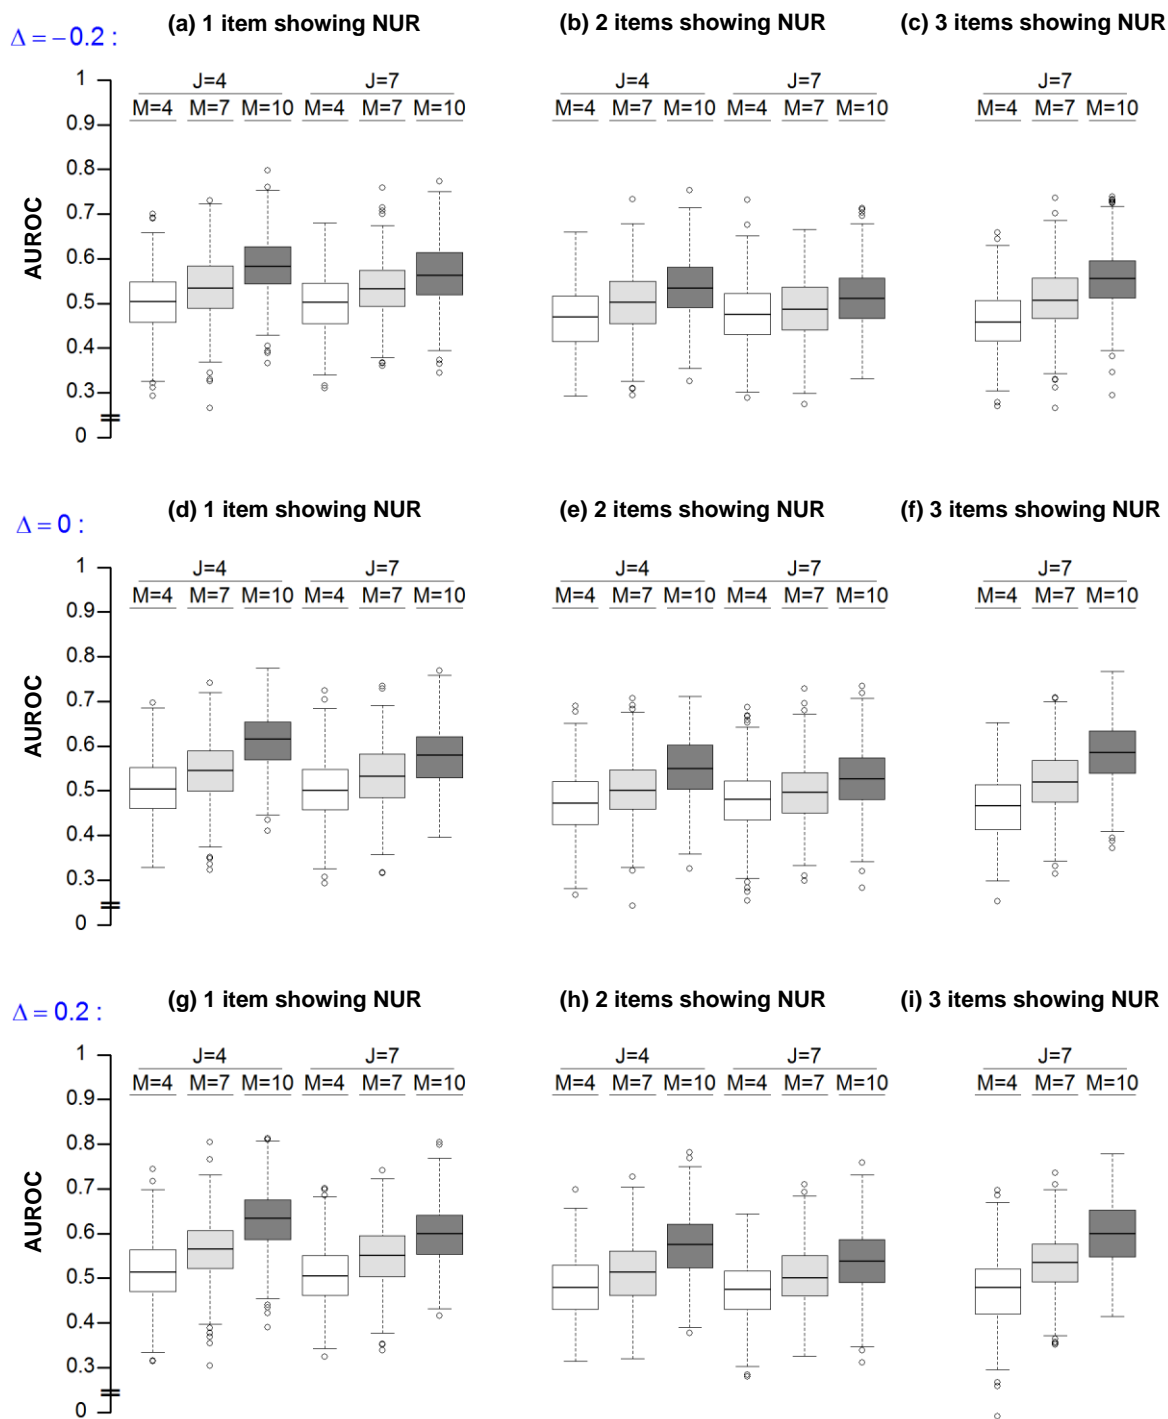 Δ = −0.2 :
(a) 1 item showing NUR
(b) 2 items showing NUR
(c) 3 items showing NUR
J=4
J=7
J=4
J=7
J=7
M=4 M=7 M=10 M=4 M=7 M=10
M=4 M=7 M=10 M=4 M=7 M=10
M=4 M=7 M=10
1
0.9
0.8
0.7
0.6
0.5
0.4
0.3
0
AUROC
Δ = 0 :
(d) 1 item showing NUR
(e) 2 items showing NUR
(f) 3 items showing NUR
J=4
J=7
J=4
J=7
J=7
M=4 M=7 M=10 M=4 M=7 M=10
M=4 M=7 M=10 M=4 M=7 M=10
M=4 M=7 M=10
1
0.9
0.8
0.7
0.6
0.5
0.4
0.3
0
AUROC
Δ = 0.2 :
(g) 1 item showing NUR
(h) 2 items showing NUR
(i) 3 items showing NUR
J=4
J=7
J=4
J=7
J=7
M=4 M=7 M=10 M=4 M=7 M=10
M=4 M=7 M=10 M=4 M=7 M=10
M=4 M=7 M=10
1
0.9
0.8
0.7
0.6
0.5
0.4
0.3
0
AUROC